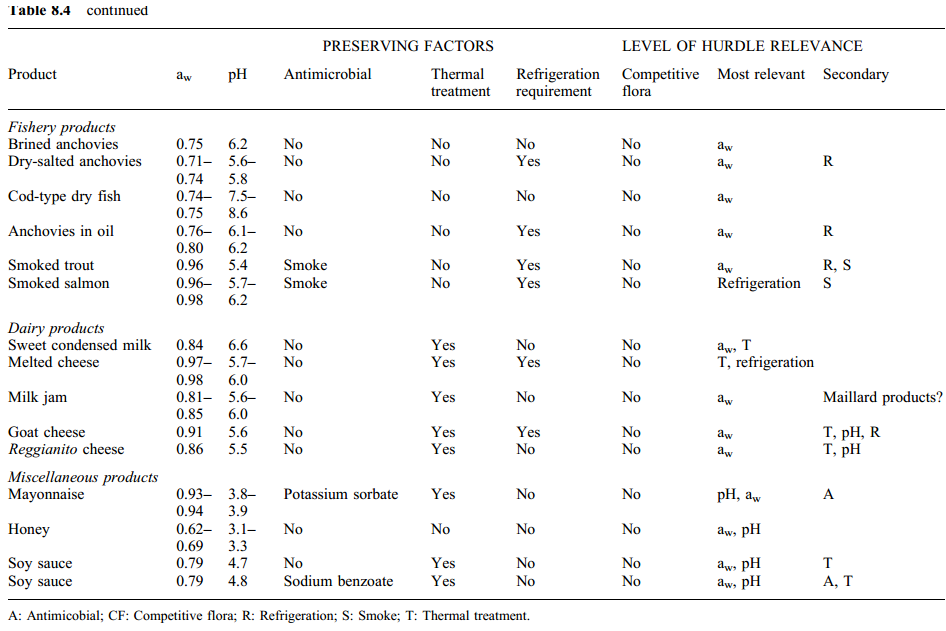 Table 8.4 continued
PRESERVING FACTORS LEVEL OF HURDLE RELEVANCE
Product aw pH Antimicrobial Thermal Refrigeration Competitive Most relevant Secondary
treatment requirement flora
Fishery products
Brined anchovies 0.75 6.2 No No No No aw
Dry-salted anchovies 0.71– 5.6– No No Yes No aw R
0.74 5.8
Cod-type dry fish 0.74– 7.5– No No No No aw
0.75 8.6
Anchovies in oil 0.76– 6.1– No No Yes No aw R
0.80 6.2
Smoked trout 0.96 5.4 Smoke No Yes No aw R, S
Smoked salmon 0.96– 5.7– Smoke No Yes No Refrigeration S
0.98 6.2
Dairy products
Sweet condensed milk 0.84 6.6 No Yes No No aw, T
Melted cheese 0.97– 5.7– No Yes Yes No T, refrigeration
0.98 6.0
Milk jam 0.81– 5.6– No Yes No No aw Maillard products?
0.85 6.0
Goat cheese 0.91 5.6 No Yes Yes No aw T, pH, R
Reggianito cheese 0.86 5.5 No Yes No No aw T, pH
Miscellaneous products
Mayonnaise 0.93– 3.8– Potassium sorbate Yes No No pH, aw A
0.94 3.9
Honey 0.62– 3.1– No No No No aw, pH
0.69 3.3
Soy sauce 0.79 4.7 No Yes No No aw, pH T
Soy sauce 0.79 4.8 Sodium benzoate Yes No No aw, pH A, T
A: Antimicobial; CF: Competitive flora; R: Refrigeration; S: Smoke; T: Thermal treatment.